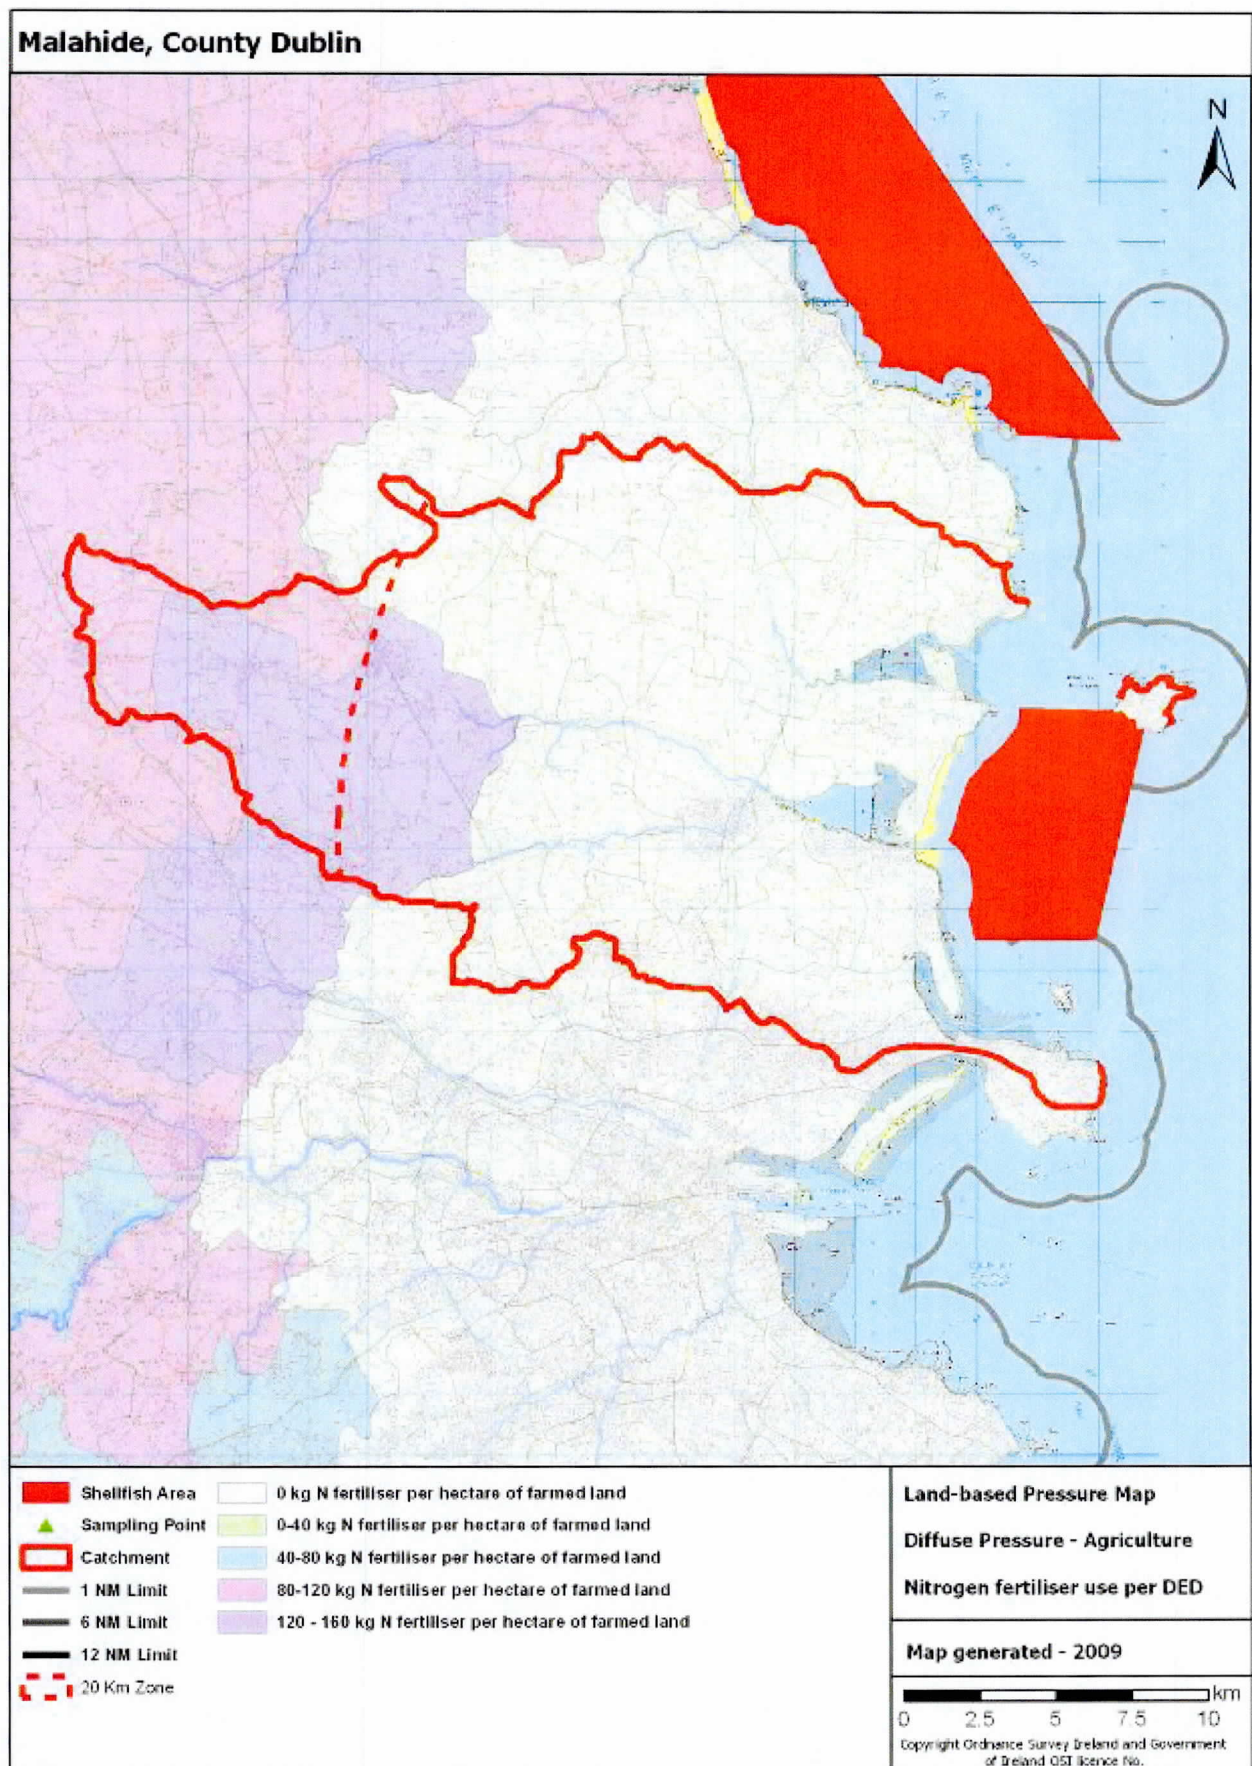 Malahide, County Dublin
N
Shellfish Area
Sampling Point
Catchment
1 NM Limit
6 NM Limit
12 NM Limit
20 Km Zone
0 kg N fertiliser per hectare of farmed land
0-40 kg N fertiliser per hectare of farmed land
40-80 kg N fertiliser per hectare of farmed land
80-120 kg N fertiliser per hectare of farmed land
120 - 160 kg N fertiliser per hectare of farmed land
Land-based Pressure Map
Diffuse Pressure - Agriculture
Nitrogen fertiliser use per DED
Map generated - 2009
km
0 2.5 5 7.5 10
Copyright Ordnance Survey Ireland and Government
of Ireland OSI licence No.